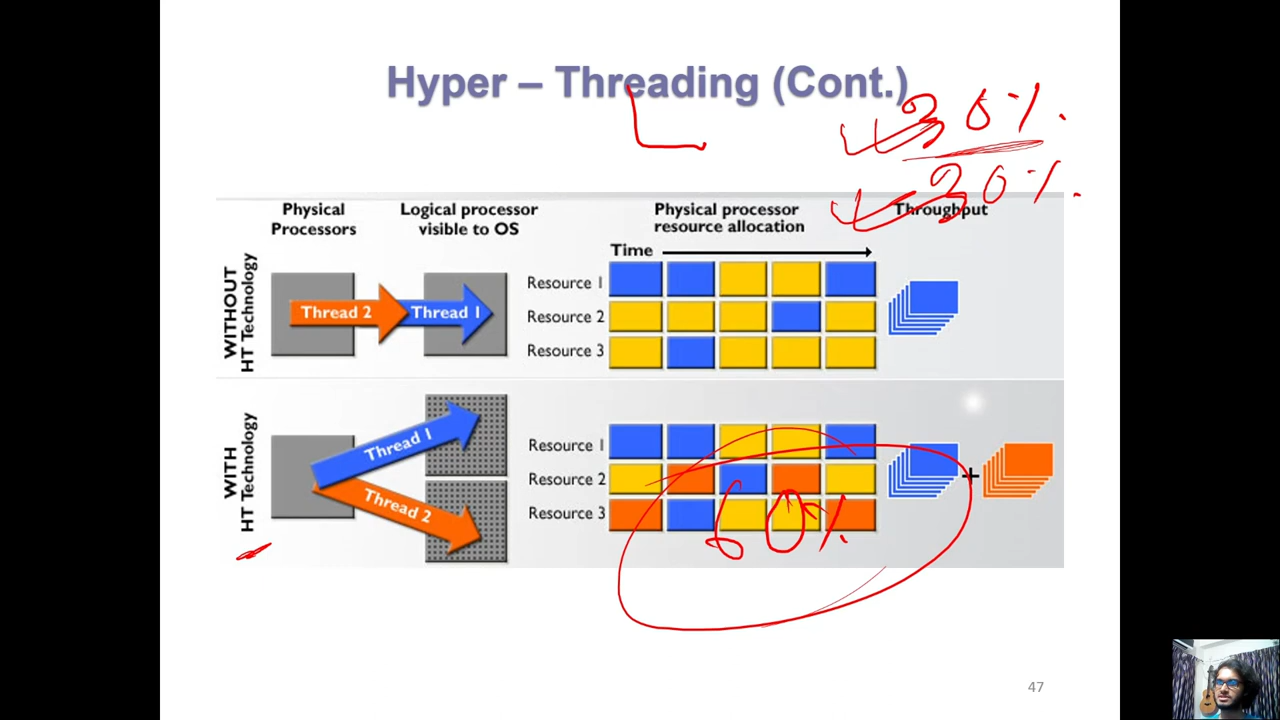 Hyper – Threading (Cont.)
30%
30%
Physical Processors
Logical processor visible to OS
Physical processor resource allocation
Throughput
Time
WITHOUT HT Technology
Thread 2
Thread 1
Resource 1
Resource 2
Resource 3
WITH HT Technology
Thread 1
Thread 2
Resource 1
Resource 2
Resource 3
+
60%
47